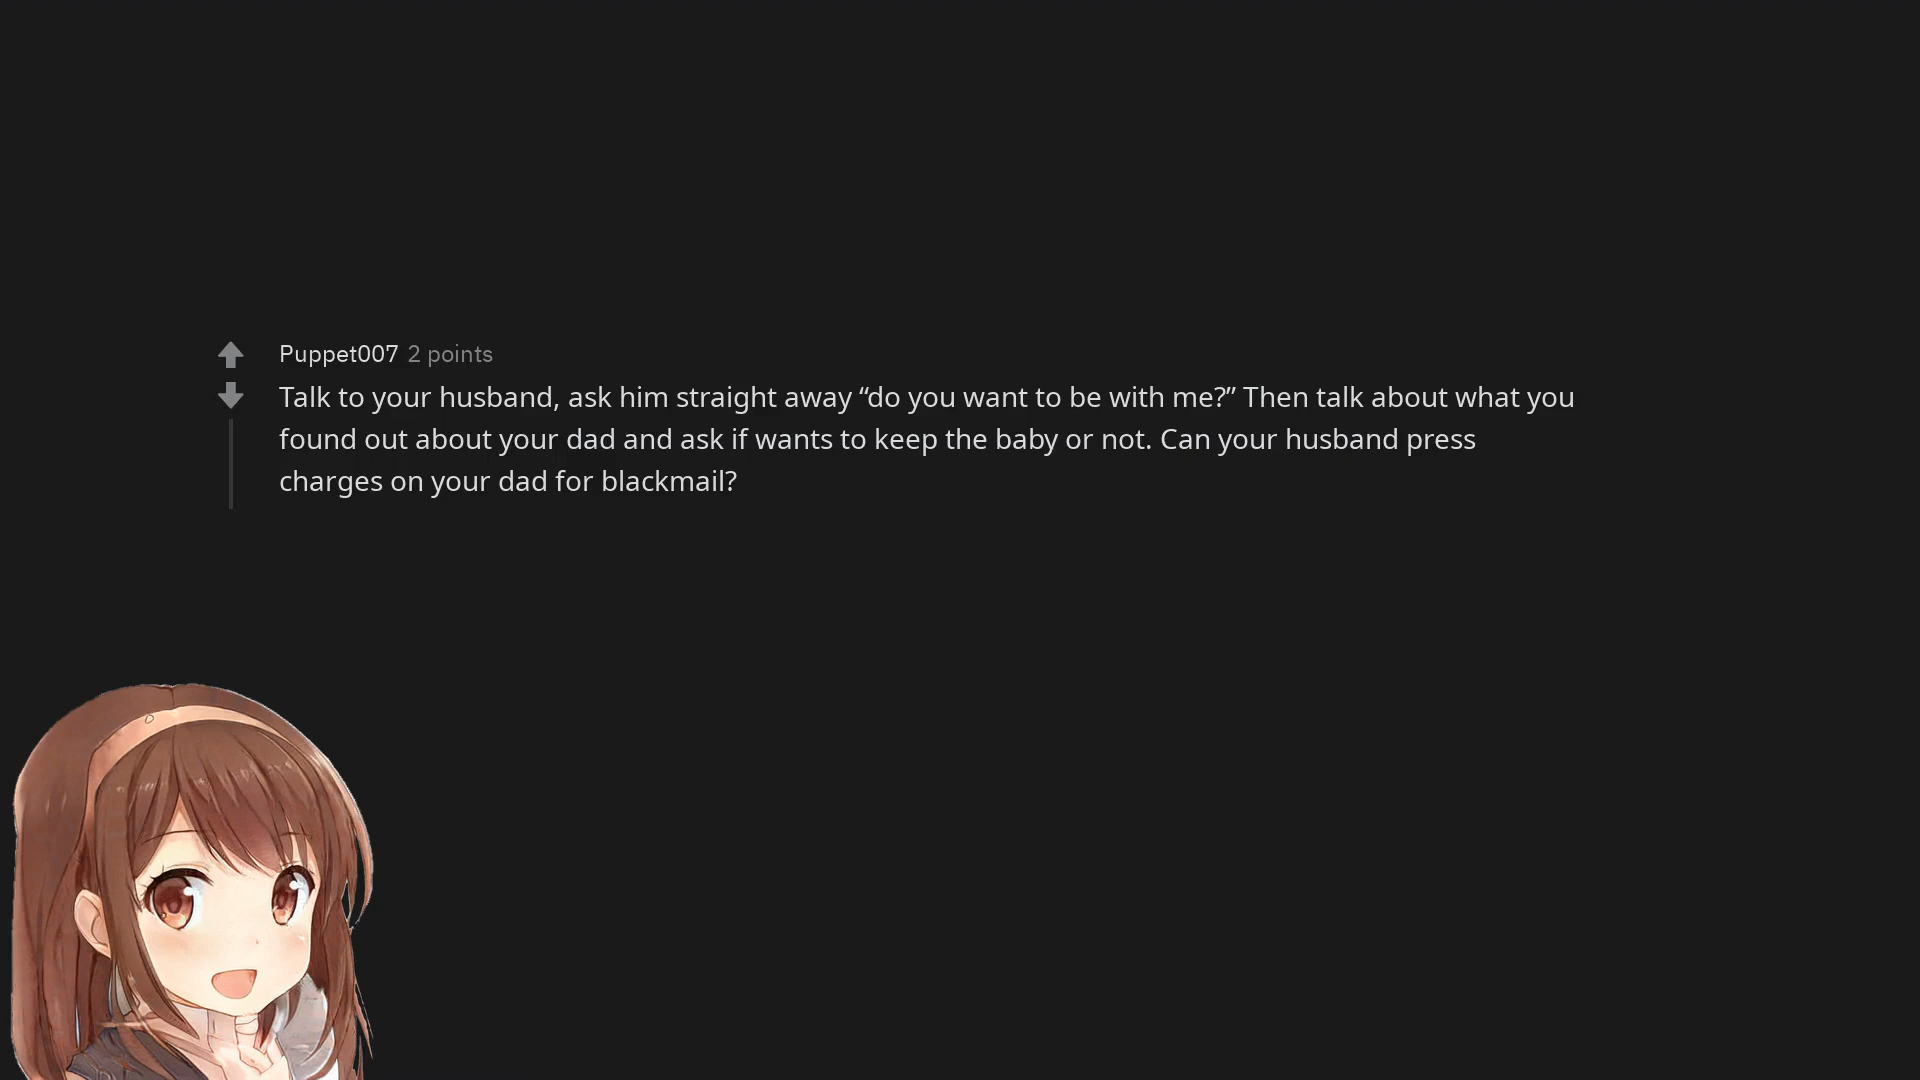 Puppet007 2 points
Talk to your husband, ask him straight away “do you want to be with me?” Then talk about what you
found out about your dad and ask if wants to keep the baby or not. Can your husband press
charges on your dad for blackmail?